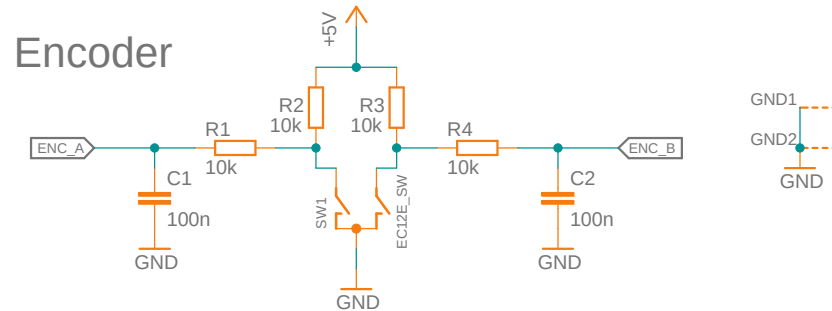 +5V
Encoder
R2
10k
R3
10k
GND1
R1
10k
R4
10k
ENC_A
ENC_B
GND2
C1
100n
SW1
EC12E_SW
C2
100n
GND
GND
GND
GND